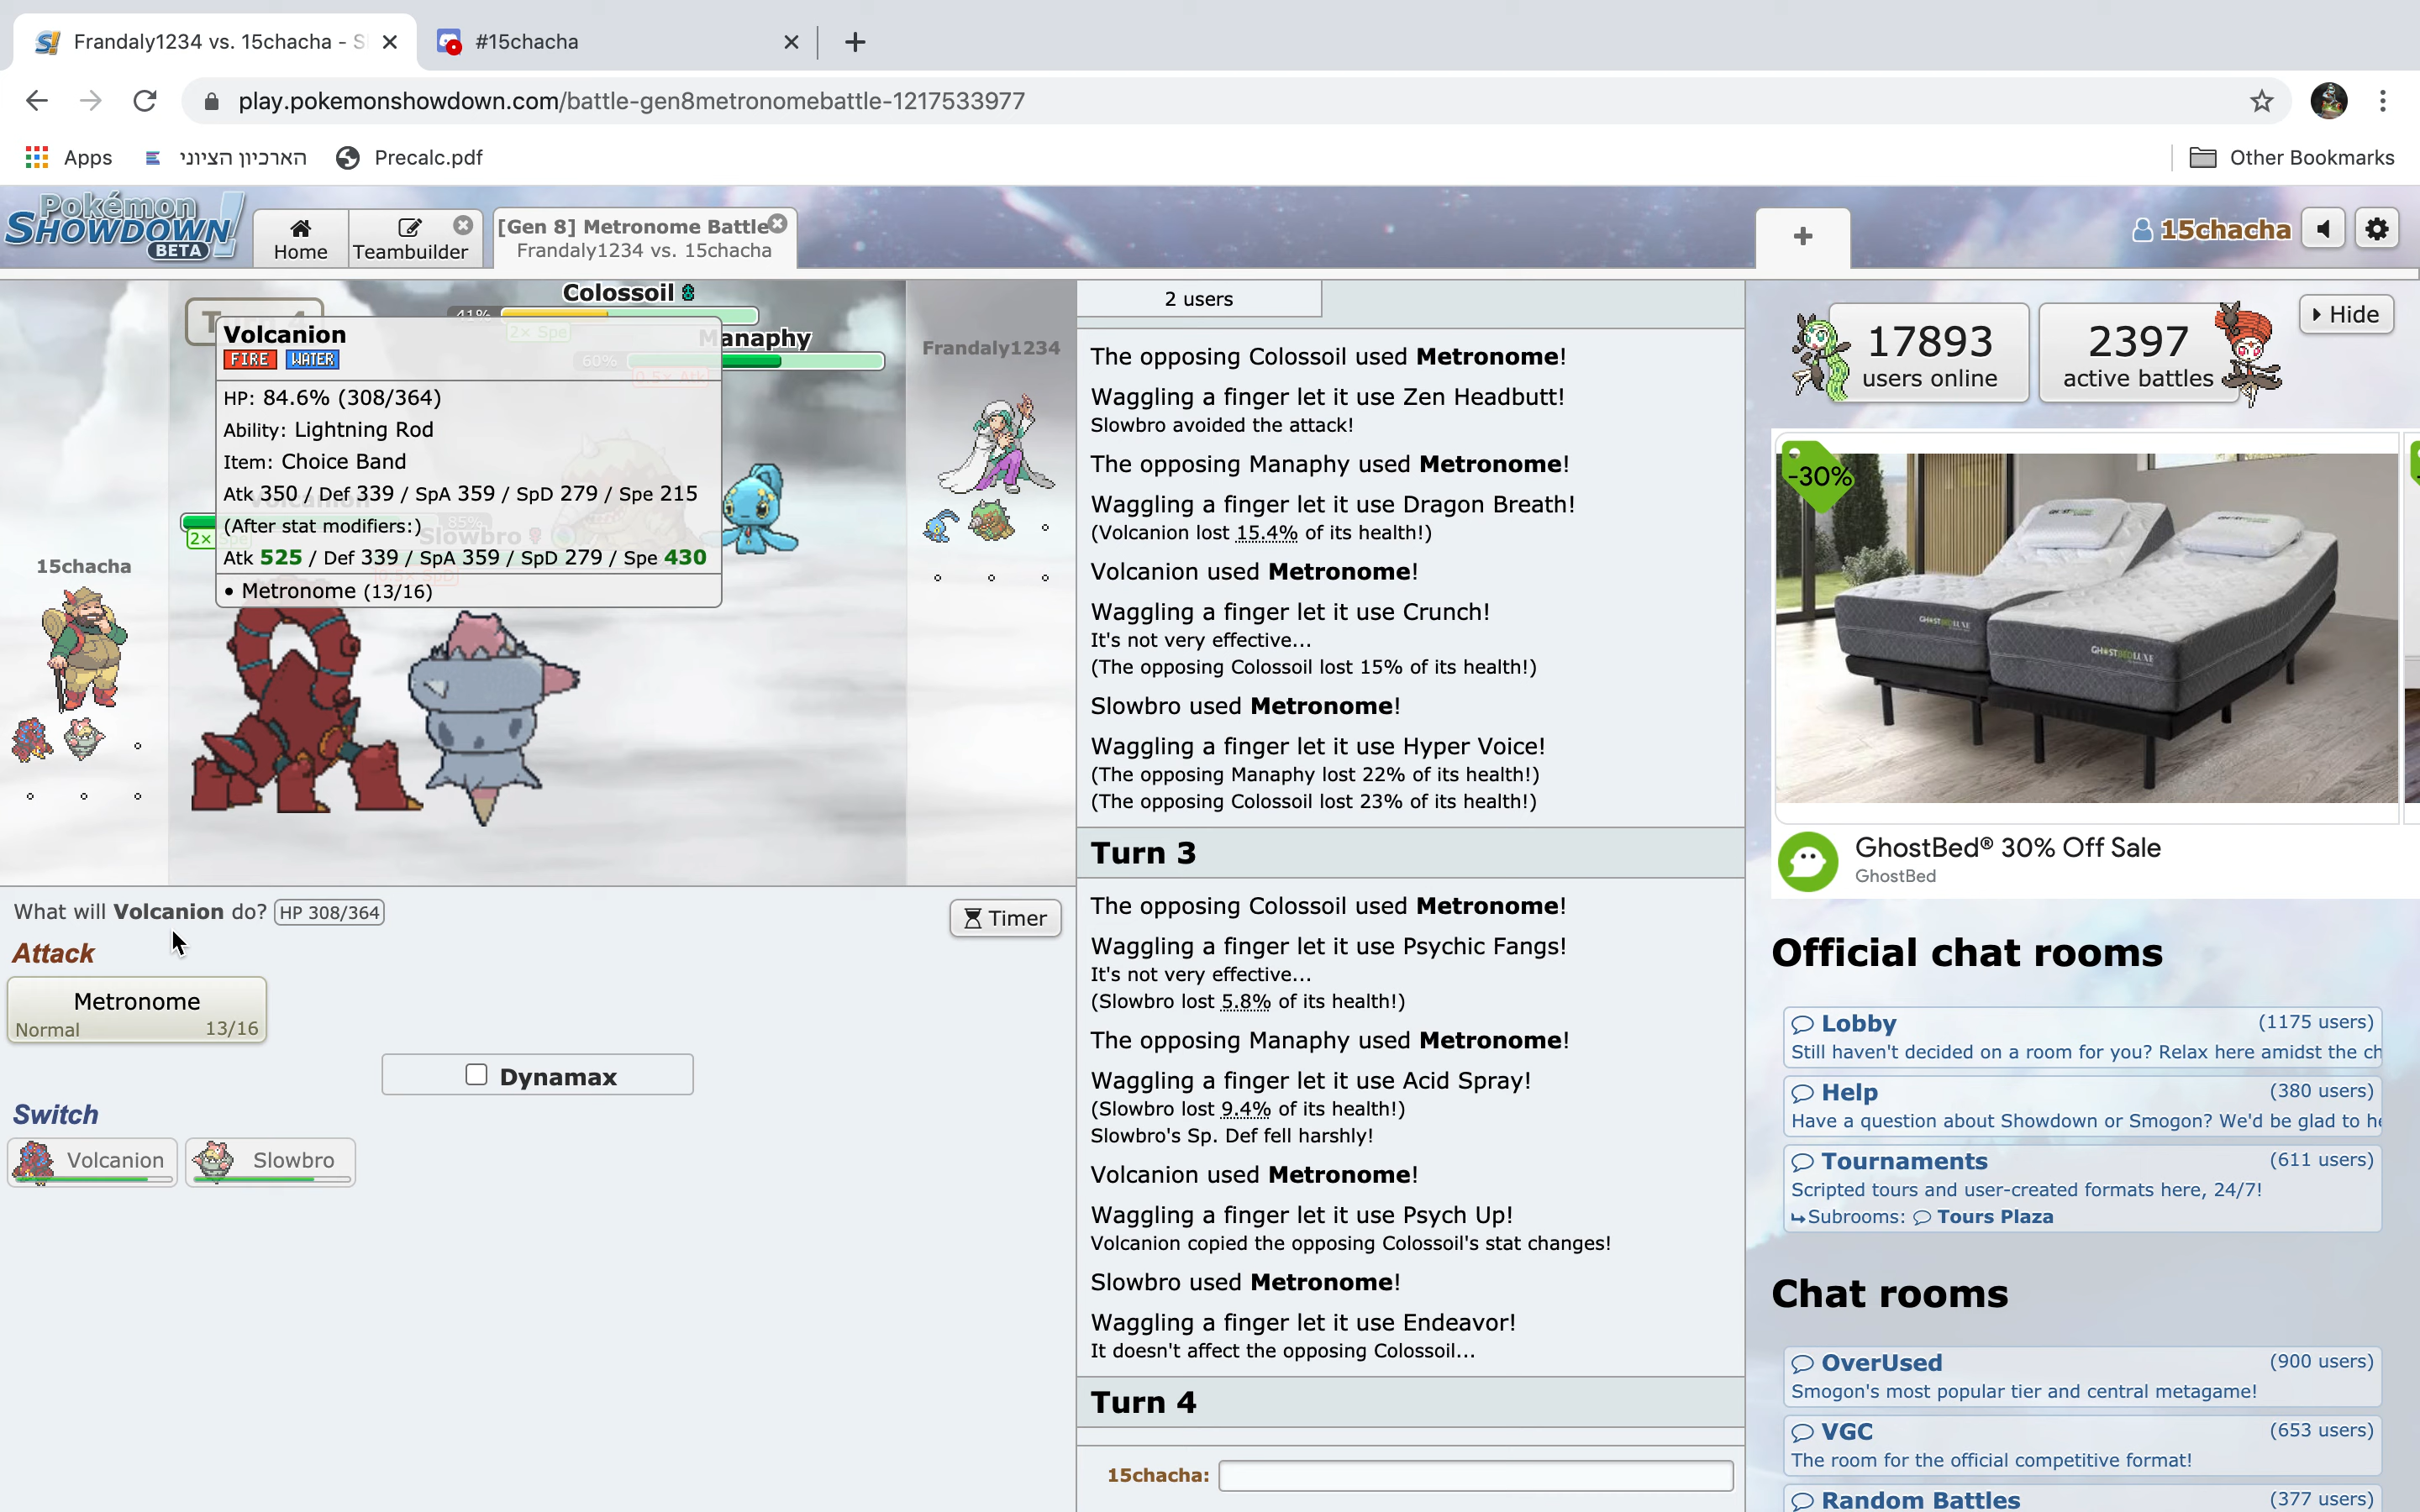 Frandaly1234 vs. 15chacha - S
#15chacha
play.pokemonshowdown.com/battle-gen8metronomebattle-1217533977
Apps
הארכיון הציוני
Precalc.pdf
Other Bookmarks
Pokémon
SHOWDOWN!
BETA
Home
Teambuilder
[Gen 8] Metronome Battle
Frandaly1234 vs. 15chacha
15chacha
Colossoil
41%
2× Spe
Manaphy
60%
0.5× Atk
Volcanion
FIRE WATER
HP: 84.6% (308/364)
Ability: Lightning Rod
Item: Choice Band
Atk 350 / Def 339 / SpA 359 / SpD 279 / Spe 215
(After stat modifiers:)
Atk 525 / Def 339 / SpA 359 / SpD 279 / Spe 430
• Metronome (13/16)
85%
2× Spe
Slowbro
Frandaly1234
15chacha
What will Volcanion do? HP 308/364
Timer
Attack
Metronome
Normal 13/16
Dynamax
Switch
Volcanion
Slowbro
2 users
The opposing Colossoil used Metronome!
Waggling a finger let it use Zen Headbutt!
Slowbro avoided the attack!
The opposing Manaphy used Metronome!
Waggling a finger let it use Dragon Breath!
(Volcanion lost 15.4% of its health!)
Volcanion used Metronome!
Waggling a finger let it use Crunch!
It's not very effective...
(The opposing Colossoil lost 15% of its health!)
Slowbro used Metronome!
Waggling a finger let it use Hyper Voice!
(The opposing Manaphy lost 22% of its health!)
(The opposing Colossoil lost 23% of its health!)
Turn 3
The opposing Colossoil used Metronome!
Waggling a finger let it use Psychic Fangs!
It's not very effective...
(Slowbro lost 5.8% of its health!)
The opposing Manaphy used Metronome!
Waggling a finger let it use Acid Spray!
(Slowbro lost 9.4% of its health!)
Slowbro's Sp. Def fell harshly!
Volcanion used Metronome!
Waggling a finger let it use Psych Up!
Volcanion copied the opposing Colossoil's stat changes!
Slowbro used Metronome!
Waggling a finger let it use Endeavor!
It doesn't affect the opposing Colossoil...
Turn 4
15chacha:
17893
users online
2397
active battles
Hide
-30%
GHOSTBED LUXE
GhostBed® 30% Off Sale
GhostBed
Official chat rooms
Lobby (1175 users)
Still haven't decided on a room for you? Relax here amidst the ch
Help (380 users)
Have a question about Showdown or Smogon? We'd be glad to he
Tournaments (611 users)
Scripted tours and user-created formats here, 24/7!
Subrooms: Tours Plaza
Chat rooms
OverUsed (900 users)
Smogon's most popular tier and central metagame!
VGC (653 users)
The room for the official competitive format!
Random Battles (377 users)